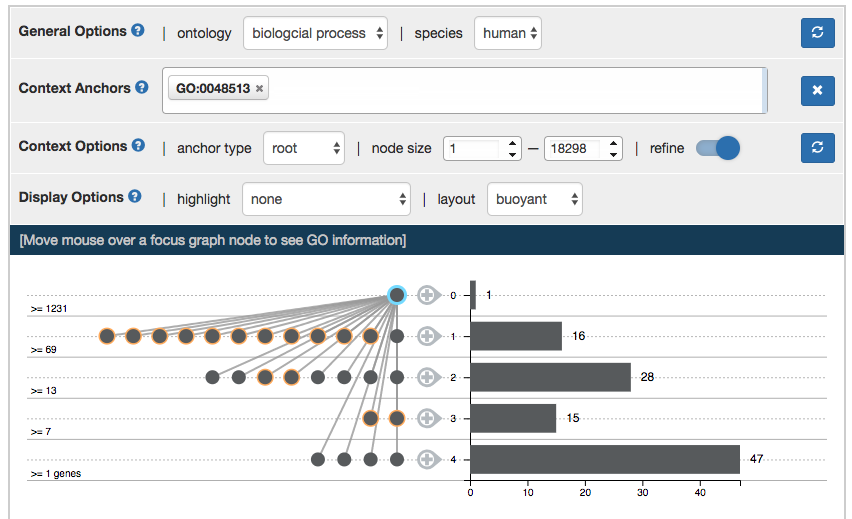 General Options ? | ontology biologcial process | species human
Context Anchors ? GO:0048513 ×
Context Options ? | anchor type root | node size 1 – 18298 | refine
Display Options ? | highlight none | layout buoyant
[Move mouse over a focus graph node to see GO information]
0 1
>= 1231
1 16
>= 69
2 28
>= 13
3 15
>= 7
4 47
>= 1 genes
0 10 20 30 40